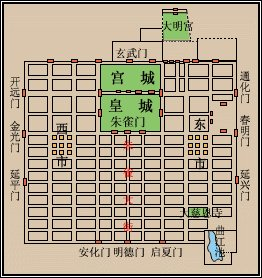 大明宫
玄武门
宫城
皇城
朱雀门
开远门
金光门
延平门
通化门
春明门
延兴门
西市
东市
朱雀大街
大慈恩寺
曲江池
安化门
明德门
启夏门